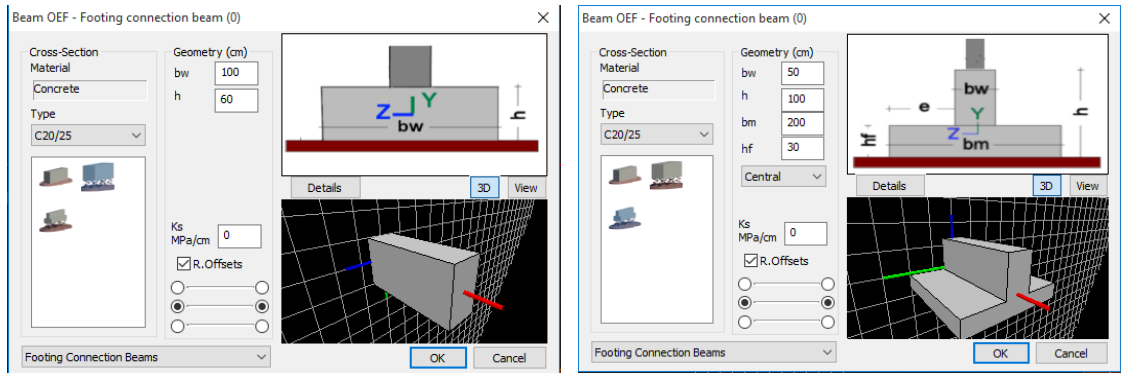 Beam OEF - Footing connection beam (0)
Cross-Section
Material
Concrete
Type
C20/25
Geometry (cm)
bw 100
h 60
Ks
MPa/cm 0
R.Offsets
Z Y
bw
h
Details 3D View
Footing Connection Beams
OK Cancel
Beam OEF - Footing connection beam (0)
Cross-Section
Material
Concrete
Type
C20/25
Geometry (cm)
bw 50
h 100
bm 200
hf 30
Central
Ks
MPa/cm 0
R.Offsets
bw
e
Y
h
hf
Z
bm
Details 3D View
Footing Connection Beams
OK Cancel